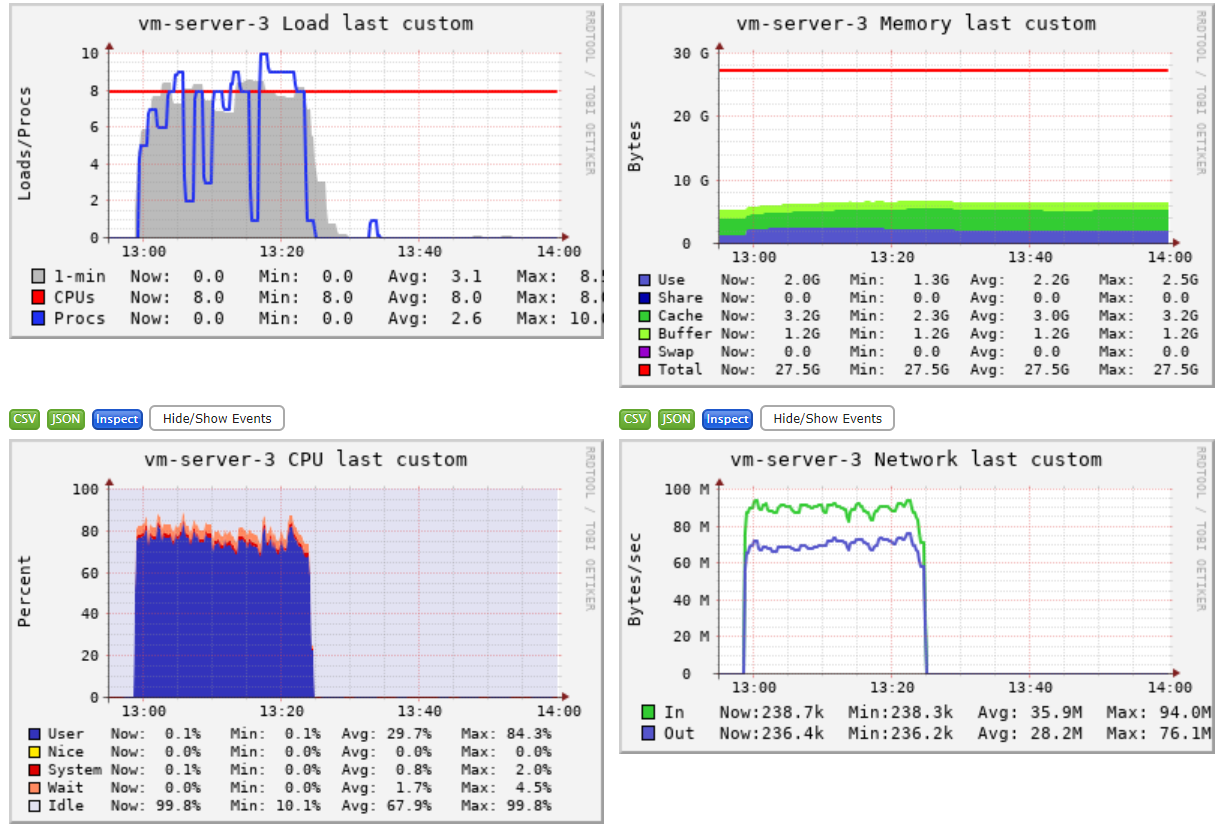 vm-server-3 Load last custom
RRDTOOL / TOBI OETIKER
Loads/Procs
10
8
6
4
2
0
13:00 13:20 13:40 14:00
1-min Now: 0.0 Min: 0.0 Avg: 3.1 Max: 8.5
CPUs Now: 8.0 Min: 8.0 Avg: 8.0 Max: 8.0
Procs Now: 0.0 Min: 0.0 Avg: 2.6 Max: 10.0
vm-server-3 Memory last custom
RRDTOOL / TOBI OETIKER
Bytes
30 G
20 G
10 G
0
13:00 13:20 13:40 14:00
Use Now: 2.0G Min: 1.3G Avg: 2.2G Max: 2.5G
Share Now: 0.0 Min: 0.0 Avg: 0.0 Max: 0.0
Cache Now: 3.2G Min: 2.3G Avg: 3.0G Max: 3.2G
Buffer Now: 1.2G Min: 1.2G Avg: 1.2G Max: 1.2G
Swap Now: 0.0 Min: 0.0 Avg: 0.0 Max: 0.0
Total Now: 27.5G Min: 27.5G Avg: 27.5G Max: 27.5G
CSV JSON Inspect Hide/Show Events
CSV JSON Inspect Hide/Show Events
vm-server-3 CPU last custom
RRDTOOL / TOBI OETIKER
Percent
100
80
60
40
20
0
13:00 13:20 13:40 14:00
User Now: 0.1% Min: 0.1% Avg: 29.7% Max: 84.3%
Nice Now: 0.0% Min: 0.0% Avg: 0.0% Max: 0.0%
System Now: 0.1% Min: 0.0% Avg: 0.8% Max: 2.0%
Wait Now: 0.0% Min: 0.0% Avg: 1.7% Max: 4.5%
Idle Now: 99.8% Min: 10.1% Avg: 67.9% Max: 99.8%
vm-server-3 Network last custom
RRDTOOL / TOBI OETIKER
Bytes/sec
100 M
80 M
60 M
40 M
20 M
0
13:00 13:20 13:40 14:00
In Now:238.7k Min:238.3k Avg: 35.9M Max: 94.0M
Out Now:236.4k Min:236.2k Avg: 28.2M Max: 76.1M